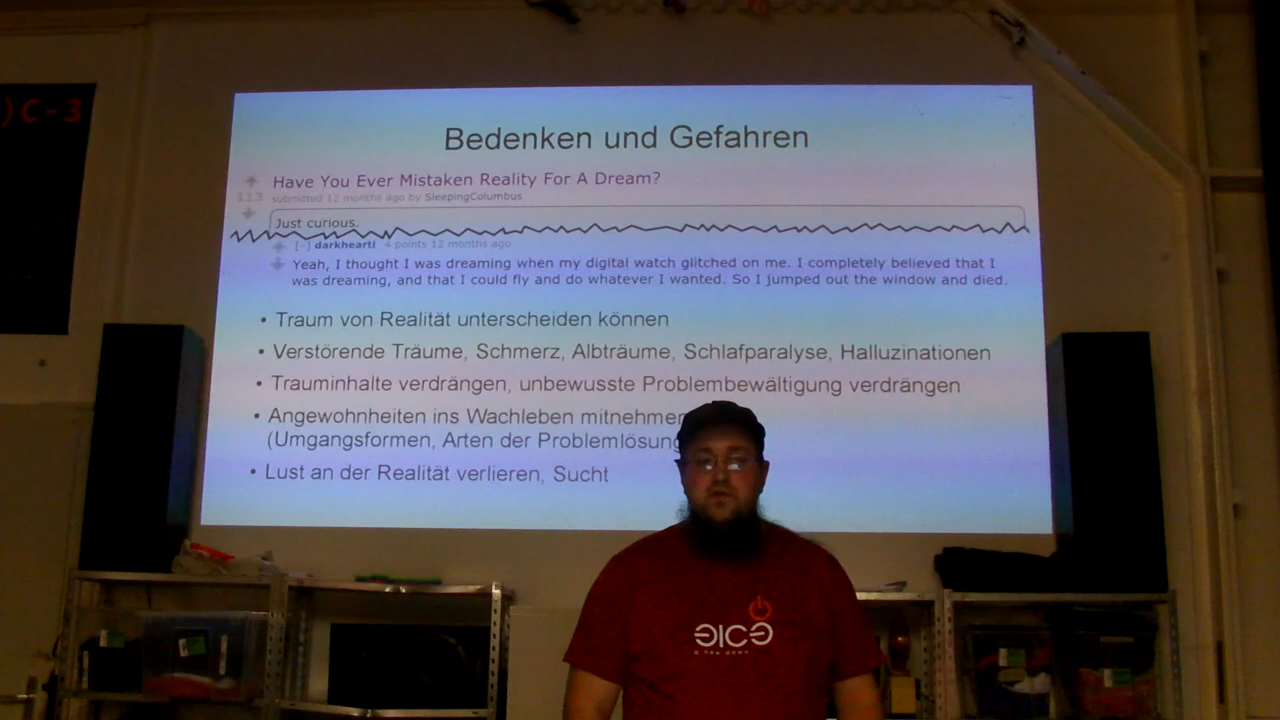 )C-3
Bedenken und Gefahren
Have You Ever Mistaken Reality For A Dream?
113 submitted 12 months ago by SleepingColumbus
Just curious.
[-] darkhearti 4 points 12 months ago
Yeah, I thought I was dreaming when my digital watch glitched on me. I completely believed that I
was dreaming, and that I could fly and do whatever I wanted. So I jumped out the window and died.
• Traum von Realität unterscheiden können
• Verstörende Träume, Schmerz, Albträume, Schlafparalyse, Halluzinationen
• Trauminhalte verdrängen, unbewusste Problembewältigung verdrängen
• Angewohnheiten ins Wachleben mitnehmen
(Umgangsformen, Arten der Problemlösung
• Lust an der Realität verlieren, Sucht